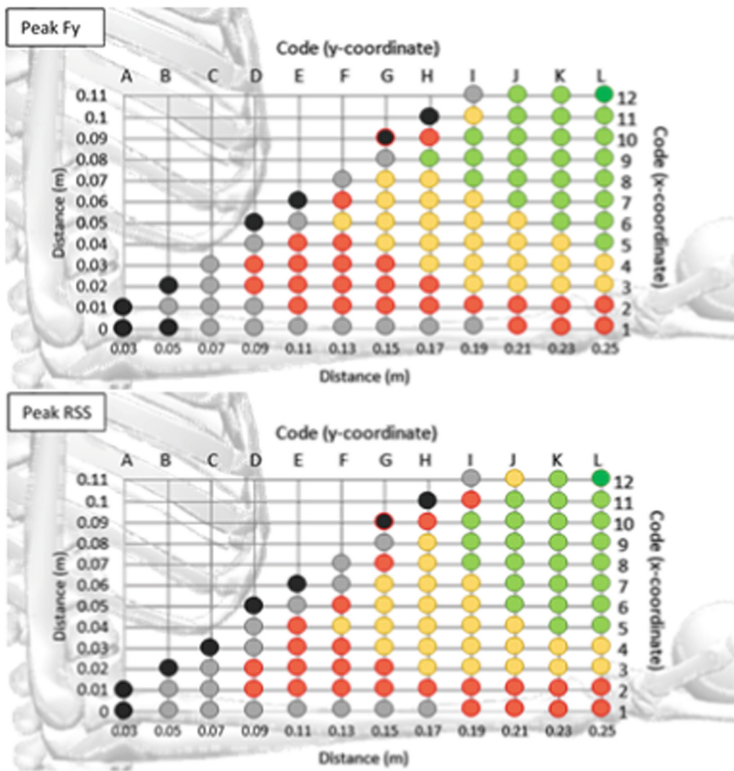 Peak Fy
Code (y-coordinate)
A B C D E F G H I J K L
0.11 12
0.1 11
0.09 10
0.08 9
0.07 8
0.06 7
0.05 6
0.04 5
0.03 4
0.02 3
0.01 2
0 1
0.03 0.05 0.07 0.09 0.11 0.13 0.15 0.17 0.19 0.21 0.23 0.25
Distance (m)
Distance (m)
Code (x-coordinate)
Peak RSS
Code (y-coordinate)
A B C D E F G H I J K L
0.11 12
0.1 11
0.09 10
0.08 9
0.07 8
0.06 7
0.05 6
0.04 5
0.03 4
0.02 3
0.01 2
0 1
0.03 0.05 0.07 0.09 0.11 0.13 0.15 0.17 0.19 0.21 0.23 0.25
Distance (m)
Distance (m)
Code (x-coordinate)